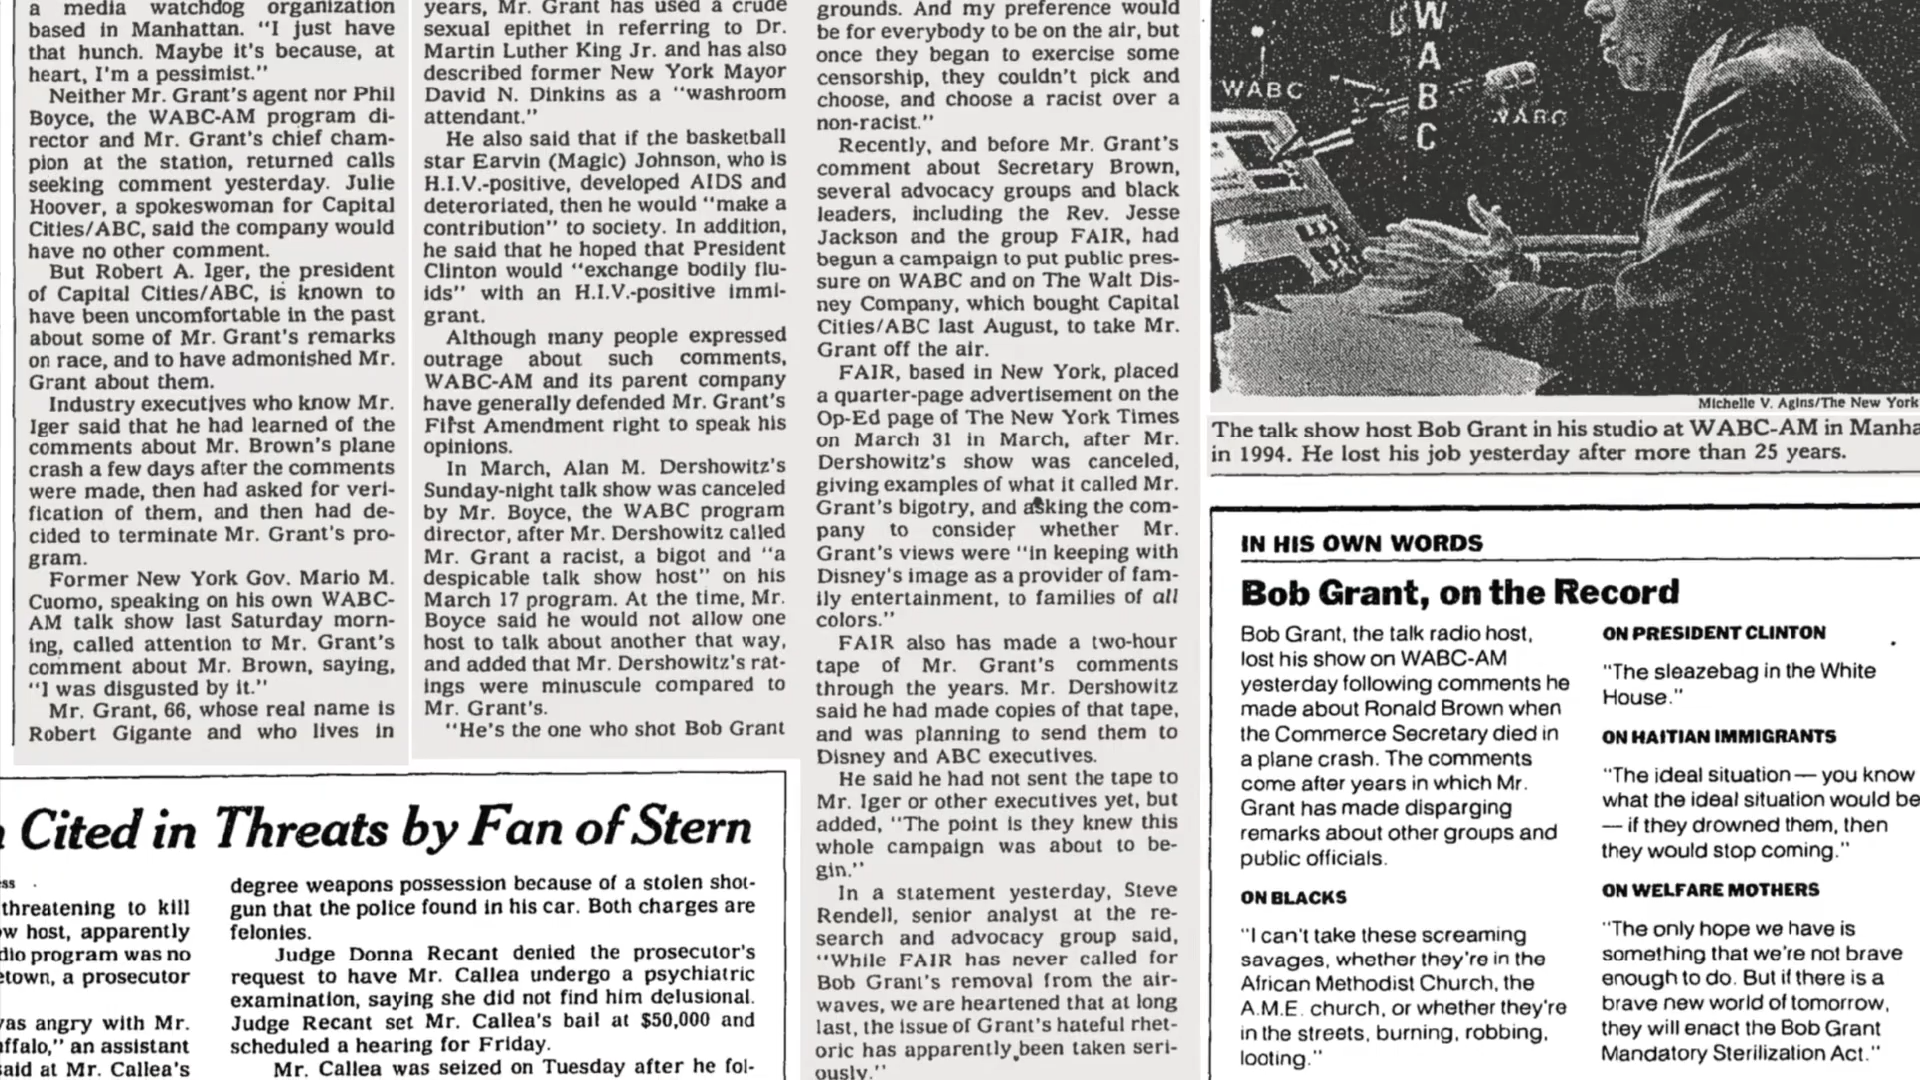 a media watchdog organization
based in Manhattan. "I just have
that hunch. Maybe it's because, at
heart, I'm a pessimist."
Neither Mr. Grant's agent nor Phil
Boyce, the WABC-AM program di-
rector and Mr. Grant's chief cham-
pion at the station, returned calls
seeking comment yesterday. Julie
Hoover, a spokeswoman for Capital
Cities/ABC, said the company would
have no other comment.
But Robert A. Iger, the president
of Capital Cities/ABC, is known to
have been uncomfortable in the past
about some of Mr. Grant's remarks
on race, and to have admonished Mr.
Grant about them.
Industry executives who know Mr.
Iger said that he had learned of the
comments about Mr. Brown's plane
crash a few days after the comments
were made, then had asked for veri-
fication of them, and then had de-
cided to terminate Mr. Grant's pro-
gram.
Former New York Gov. Mario M.
Cuomo, speaking on his own WABC-
AM talk show last Saturday morn-
ing, called attention to Mr. Grant's
comment about Mr. Brown, saying,
"I was disgusted by it."
Mr. Grant, 66, whose real name is
Robert Gigante and who lives in
years, Mr. Grant has used a crude
sexual epithet in referring to Dr.
Martin Luther King Jr. and has also
described former New York Mayor
David N. Dinkins as a "washroom
attendant."
He also said that if the basketball
star Earvin (Magic) Johnson, who is
H.I.V.-positive, developed AIDS and
deteriorated, then he would "make a
contribution" to society. In addition,
he said that he hoped that President
Clinton would "exchange bodily flu-
ids" with an H.I.V.-positive immi-
grant.
Although many people expressed
outrage about such comments,
WABC-AM and its parent company
have generally defended Mr. Grant's
First Amendment right to speak his
opinions.
In March, Alan M. Dershowitz's
Sunday-night talk show was canceled
by Mr. Boyce, the WABC program
director, after Mr. Dershowitz called
Mr. Grant a racist, a bigot and "a
despicable talk show host" on his
March 17 program. At the time, Mr.
Boyce said he would not allow one
host to talk about another that way,
and added that Mr. Dershowitz's rat-
ings were minuscule compared to
Mr. Grant's.
"He's the one who shot Bob Grant
grounds. And my preference would
be for everybody to be on the air, but
once they began to exercise some
censorship, they couldn't pick and
choose, and choose a racist over a
non-racist."
Recently, and before Mr. Grant's
comment about Secretary Brown,
several advocacy groups and black
leaders, including the Rev. Jesse
Jackson and the group FAIR, had
begun a campaign to put public pres-
sure on WABC and on The Walt Dis-
ney Company, which bought Capital
Cities/ABC last August, to take Mr.
Grant off the air.
FAIR, based in New York, placed
a quarter-page advertisement on the
Op-Ed page of The New York Times
on March 31 in March, after Mr.
Dershowitz's show was canceled,
giving examples of what it called Mr.
Grant's bigotry, and asking the com-
pany to consider whether Mr.
Grant's views were "in keeping with
Disney's image as a provider of fam-
ily entertainment, to families of all
colors."
FAIR also has made a two-hour
tape of Mr. Grant's comments
through the years. Mr. Dershowitz
said he had made copies of that tape,
and was planning to send them to
Disney and ABC executives.
He said he had not sent the tape to
Mr. Iger or other executives yet, but
added, "The point is they knew this
whole campaign was about to be-
gin."
In a statement yesterday, Steve
Rendell, senior analyst at the re-
search and advocacy group said,
"While FAIR has never called for
Bob Grant's removal from the air-
waves, we are heartened that at long
last, the issue of Grant's hateful rhet-
oric has apparently been taken seri-
ously."
WABC
WABC
WABC
Michelle V. Agins/The New York
The talk show host Bob Grant in his studio at WABC-AM in Manha
in 1994. He lost his job yesterday after more than 25 years.
IN HIS OWN WORDS
Bob Grant, on the Record
Bob Grant, the talk radio host,
lost his show on WABC-AM
yesterday following comments he
made about Ronald Brown when
the Commerce Secretary died in
a plane crash. The comments
come after years in which Mr.
Grant has made disparging
remarks about other groups and
public officials.
ON BLACKS
"I can't take these screaming
savages, whether they're in the
African Methodist Church, the
A.M.E. church, or whether they're
in the streets, burning, robbing,
looting."
ON PRESIDENT CLINTON
"The sleazebag in the White
House."
ON HAITIAN IMMIGRANTS
"The ideal situation — you know
what the ideal situation would be
— if they drowned them, then
they would stop coming."
ON WELFARE MOTHERS
"The only hope we have is
something that we're not brave
enough to do. But if there is a
brave new world of tomorrow,
they will enact the Bob Grant
Mandatory Sterilization Act."
Cited in Threats by Fan of Stern
threatening to kill
host, apparently
program was no
a prosecutor
was angry with Mr.
an assistant
said at Mr. Callea's
degree weapons possession because of a stolen shot-
gun that the police found in his car. Both charges are
felonies.
Judge Donna Recant denied the prosecutor's
request to have Mr. Callea undergo a psychiatric
examination, saying she did not find him delusional.
Judge Recant set Mr. Callea's bail at $50,000 and
scheduled a hearing for Friday.
Mr. Callea was seized on Tuesday after he fol-